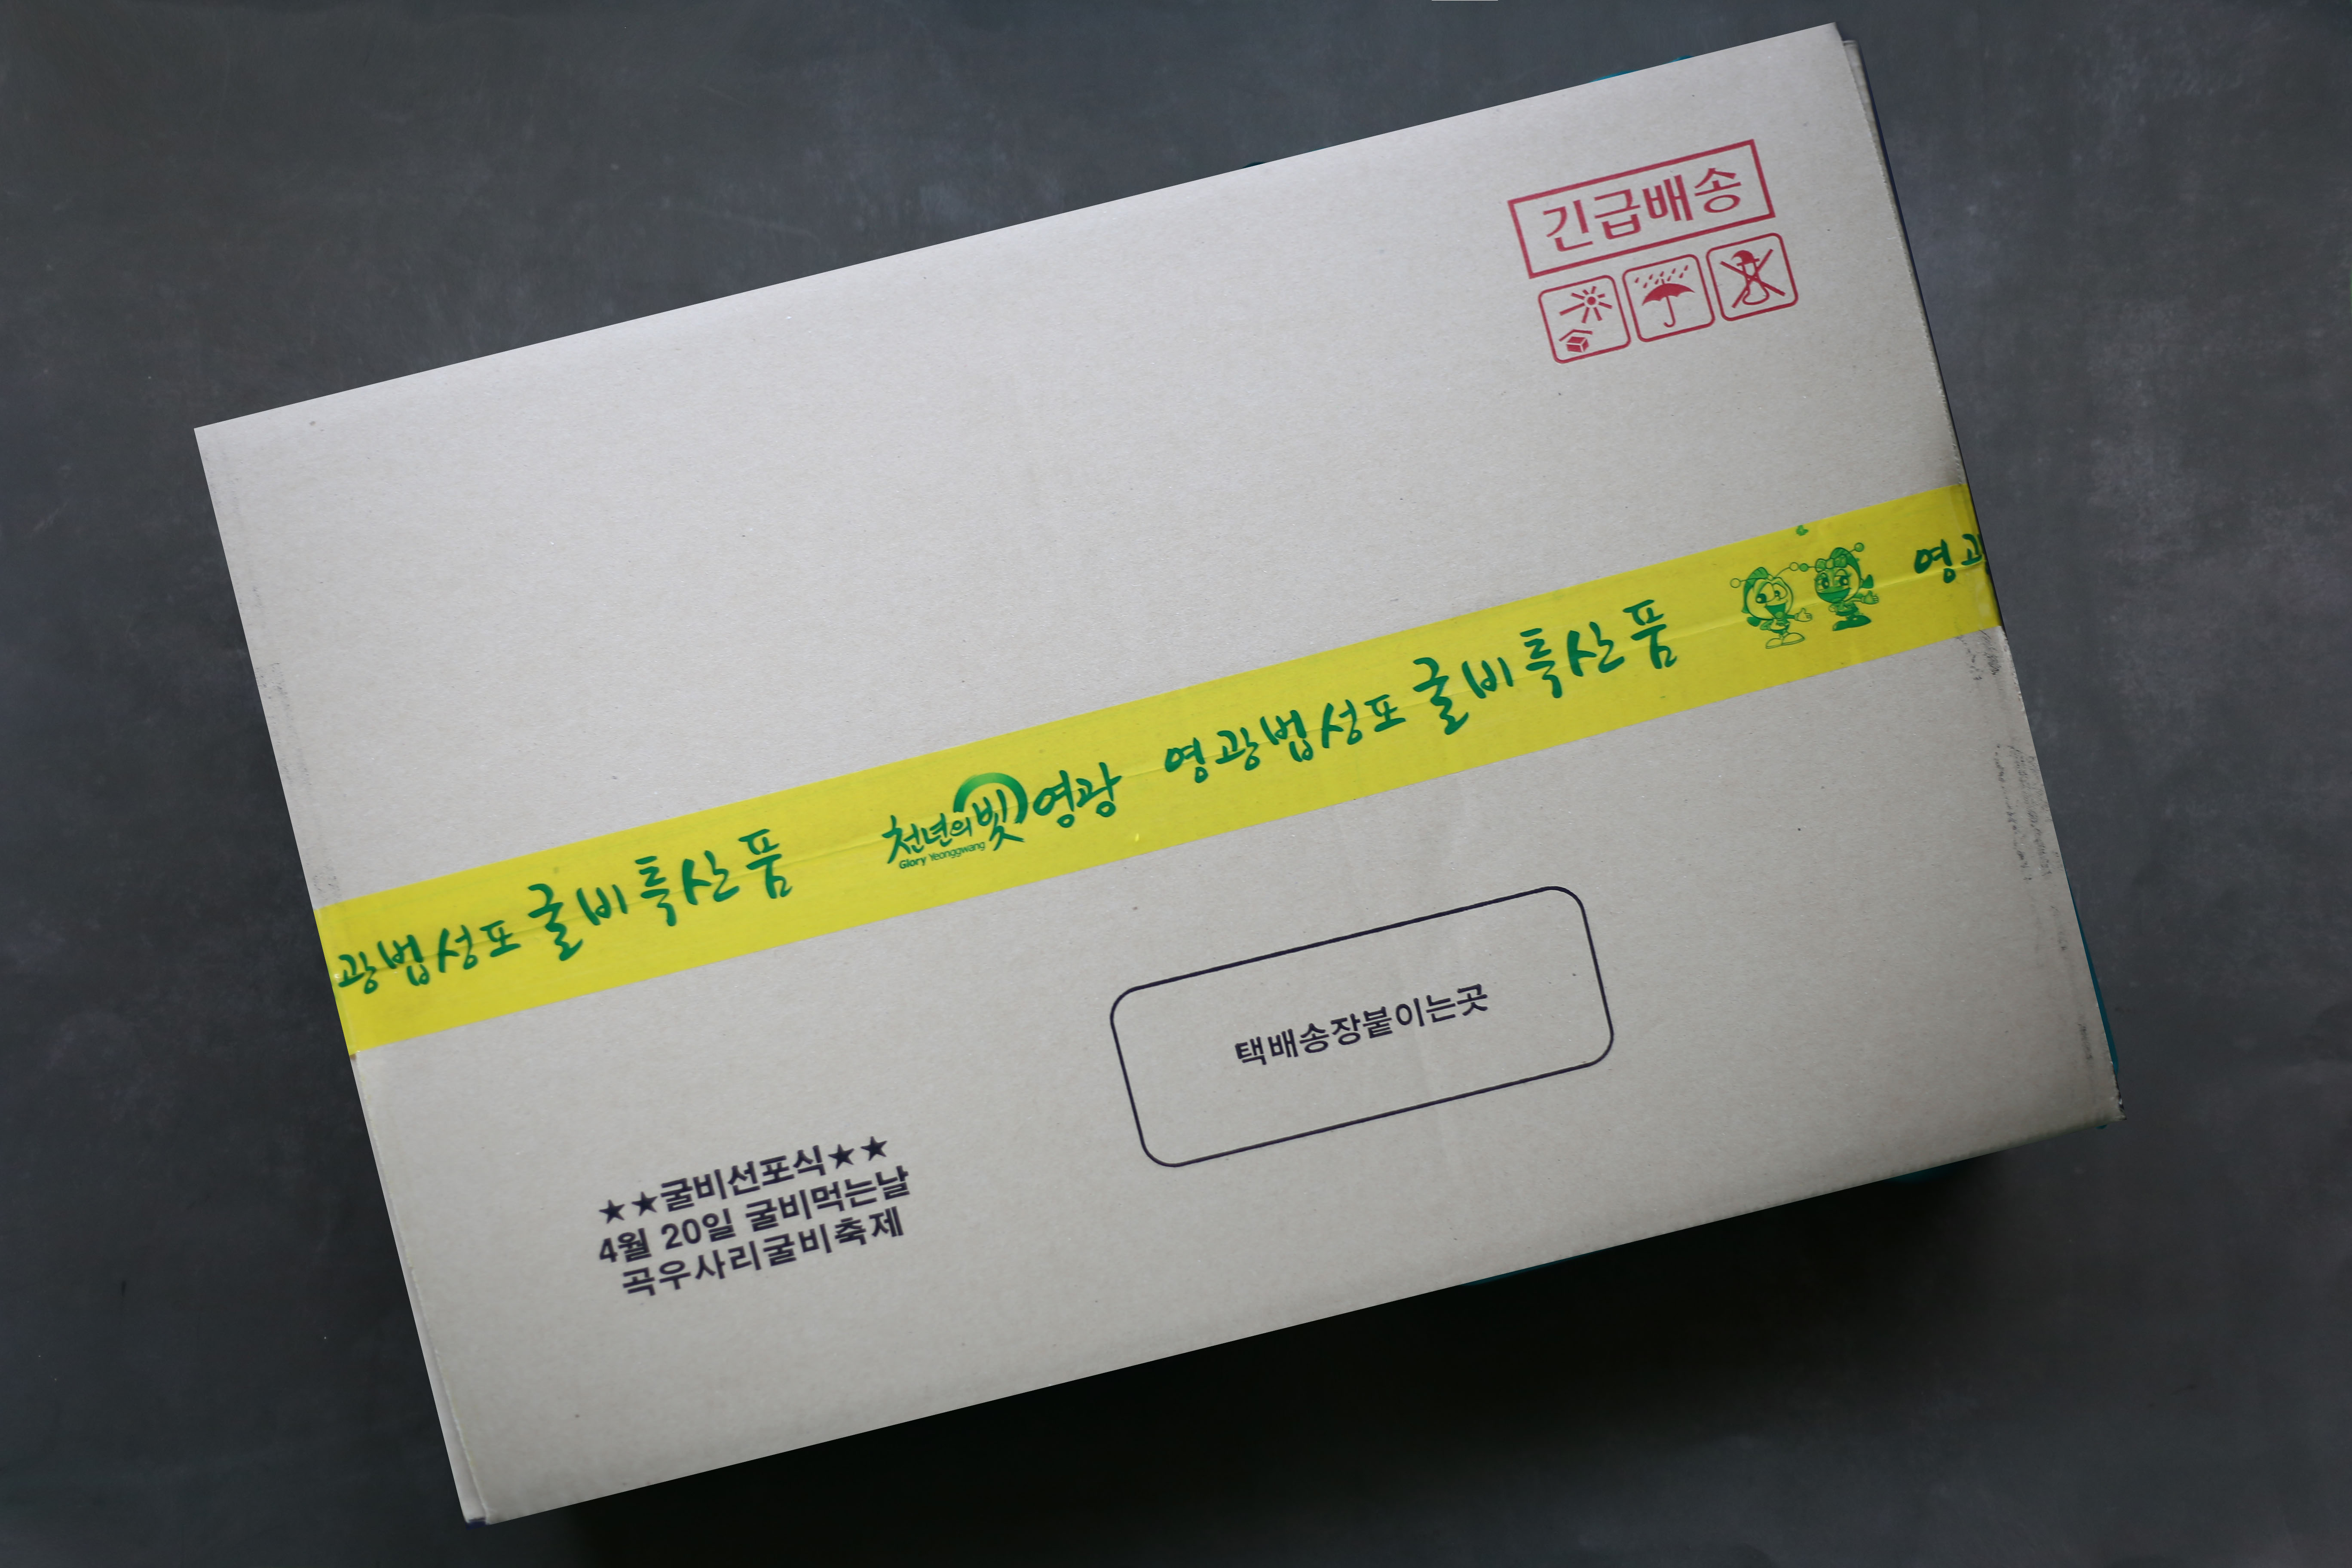 긴급배송
광법성포 굴비특산품
천년의 빛 영광
Glory Yeonggwang
영광법성포 굴비특산품
영광
택배송장붙이는곳
★★굴비선포식★★
4월 20일 굴비먹는날
곡우사리굴비축제